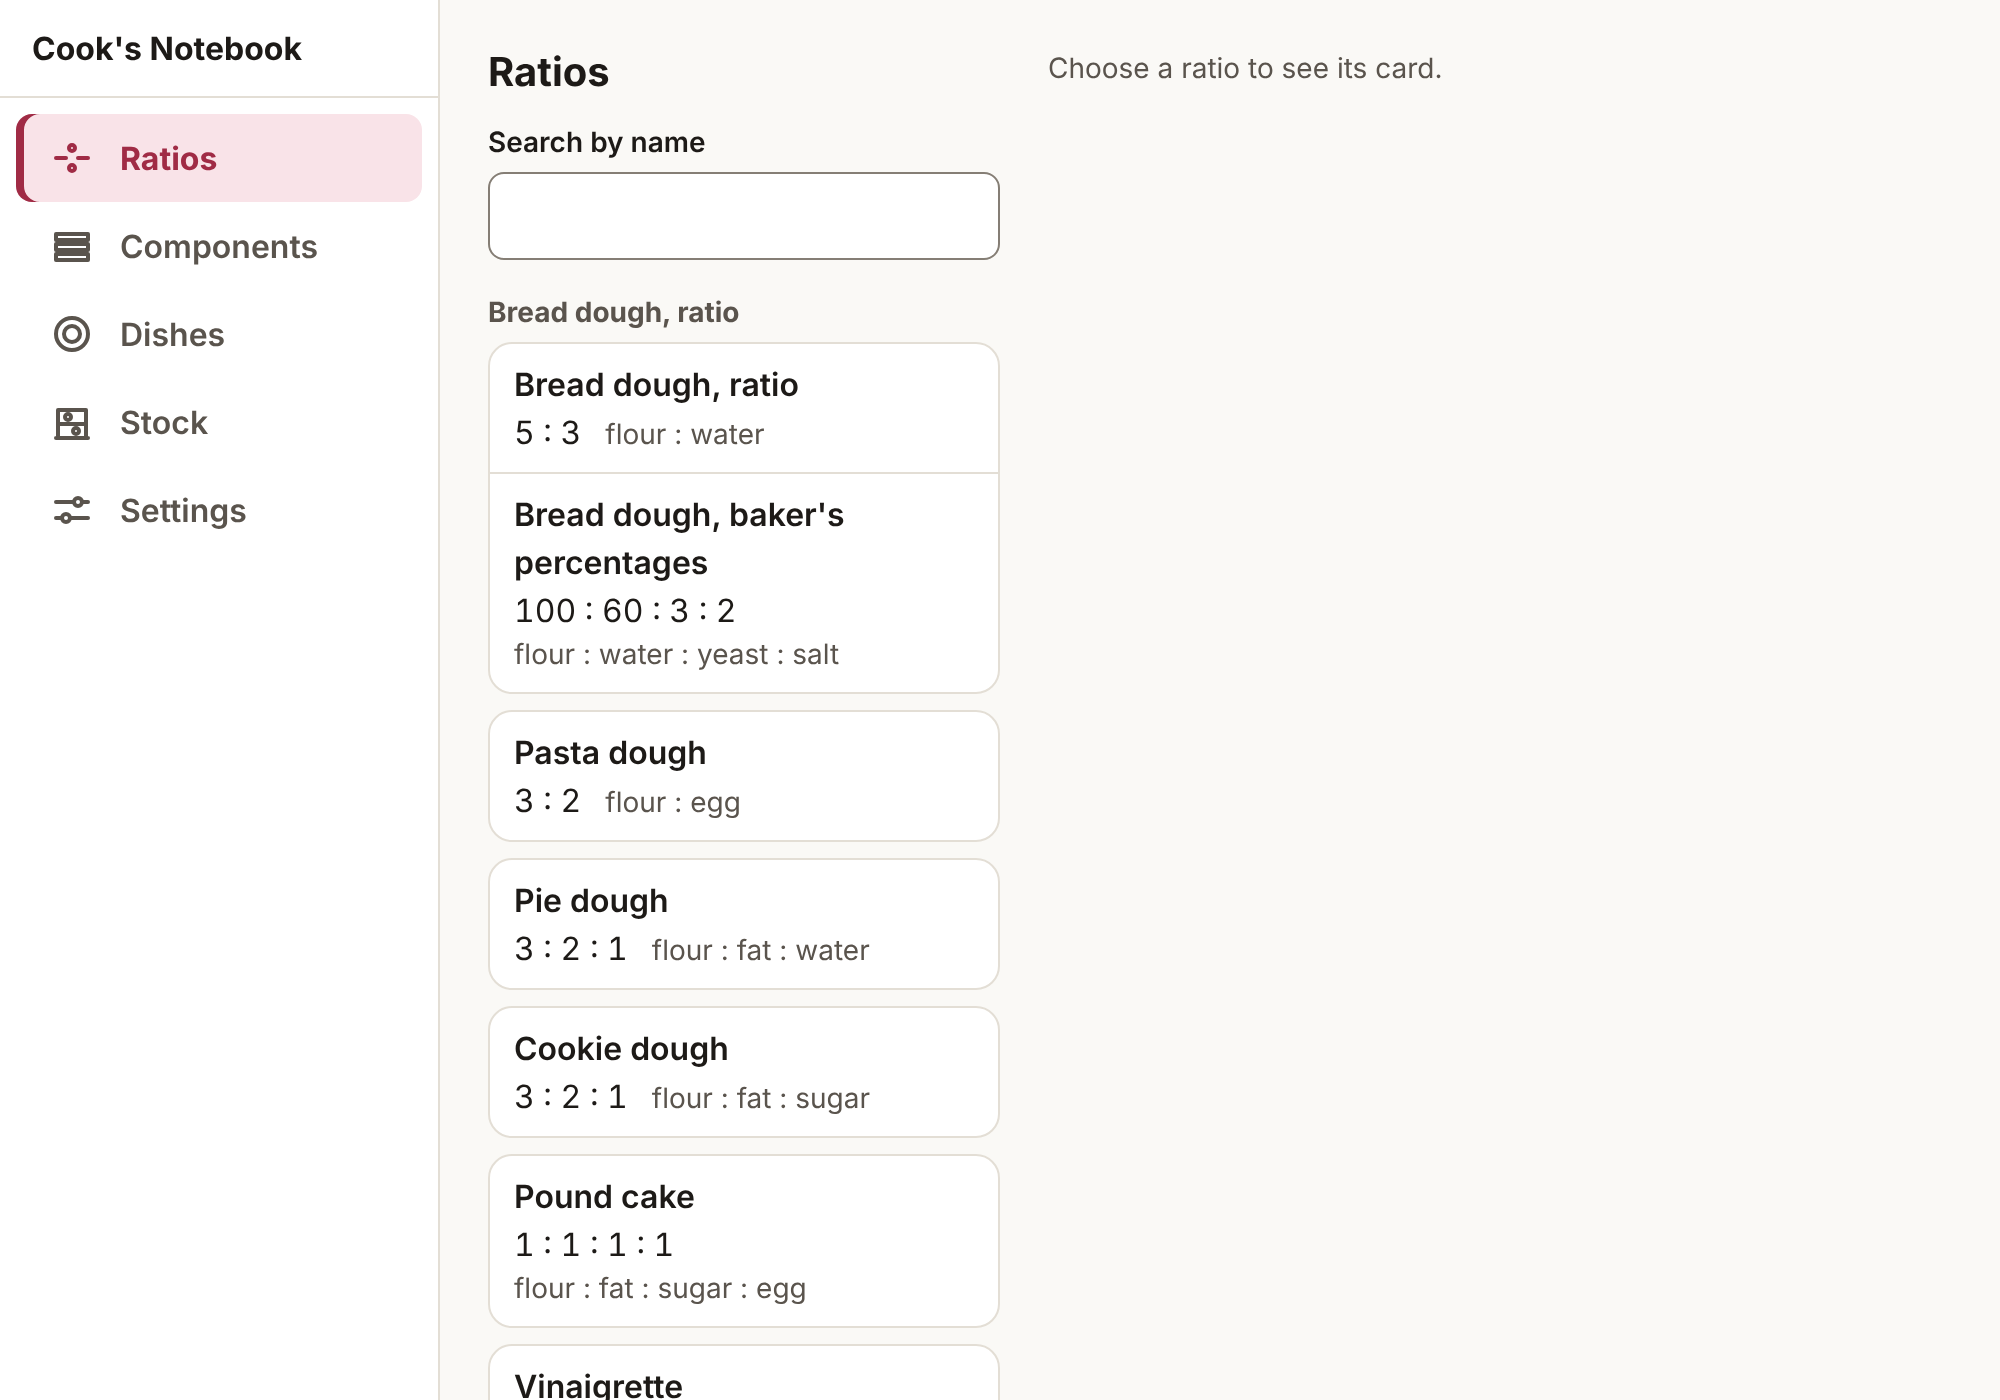 Cook's Notebook
Ratios
Components
Dishes
Stock
Settings
Ratios
Search by name
Bread dough, ratio
Bread dough, ratio
5 : 3 flour : water
Bread dough, baker's
percentages
100 : 60 : 3 : 2
flour : water : yeast : salt
Pasta dough
3 : 2 flour : egg
Pie dough
3 : 2 : 1 flour : fat : water
Cookie dough
3 : 2 : 1 flour : fat : sugar
Pound cake
1 : 1 : 1 : 1
flour : fat : sugar : egg
Vinaigrette
Choose a ratio to see its card.